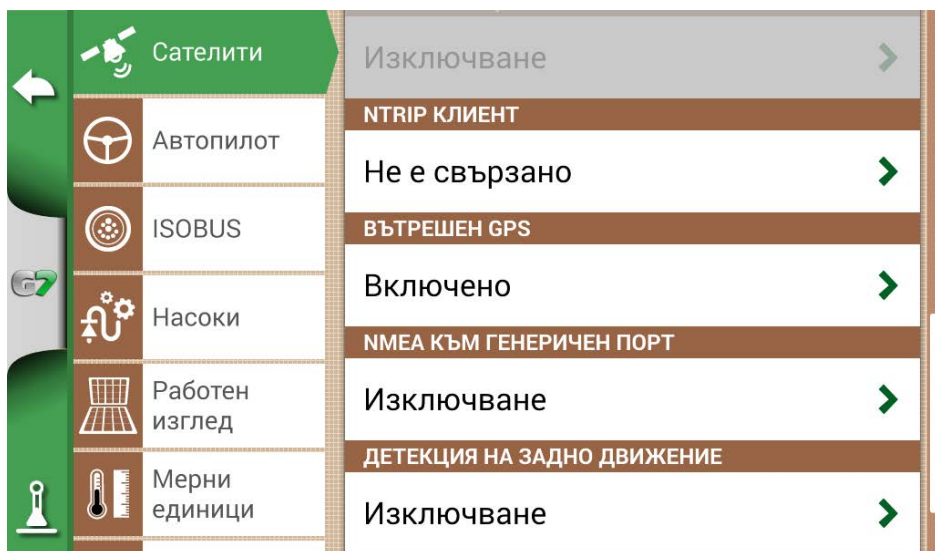 Сателити
Автопилот
ISOBUS
Насоки
Работен
изглед
Мерни
единици
G7
Изключване
NTRIP КЛИЕНТ
Не е свързано
ВЪТРЕШЕН GPS
Включено
NMEA КЪМ ГЕНЕРИЧЕН ПОРТ
Изключване
ДЕТЕКЦИЯ НА ЗАДНО ДВИЖЕНИЕ
Изключване